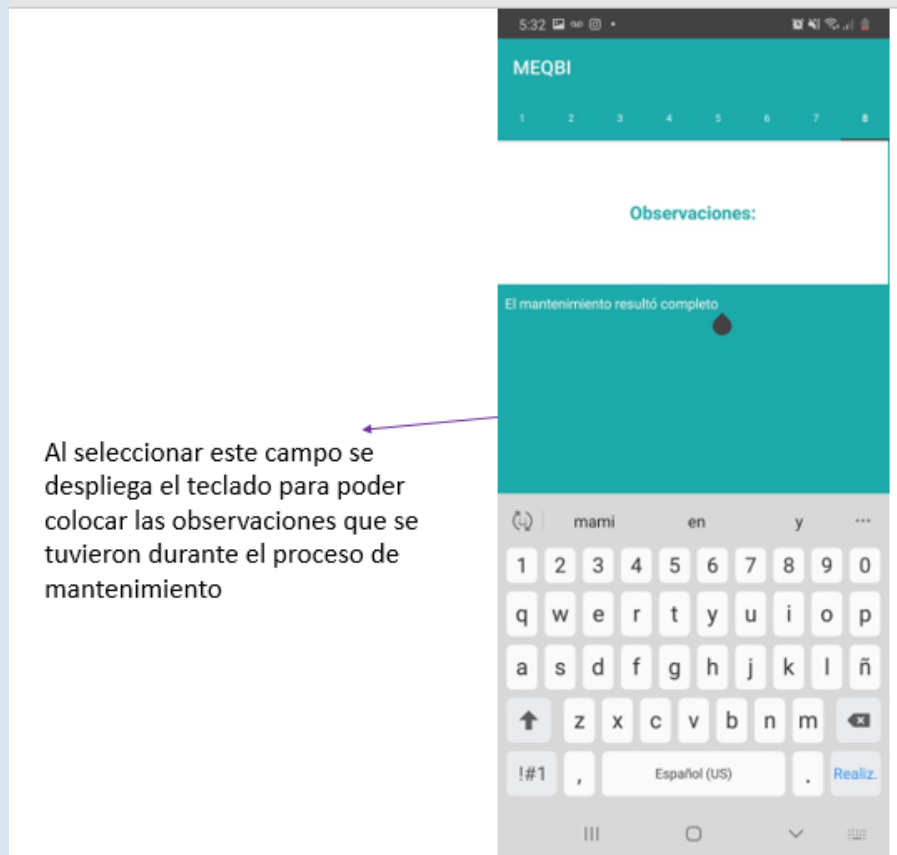 5:32
MEQBI
1 2 3 4 5 6 7 8
Observaciones:
El mantenimiento resultó completo
Al seleccionar este campo se
despliega el teclado para poder
colocar las observaciones que se
tuvieron durante el proceso de
mantenimiento
mami en y ...
1 2 3 4 5 6 7 8 9 0
q w e r t y u i o p
a s d f g h j k l ñ
z x c v b n m
!#1 , Español (US) . Realiz.